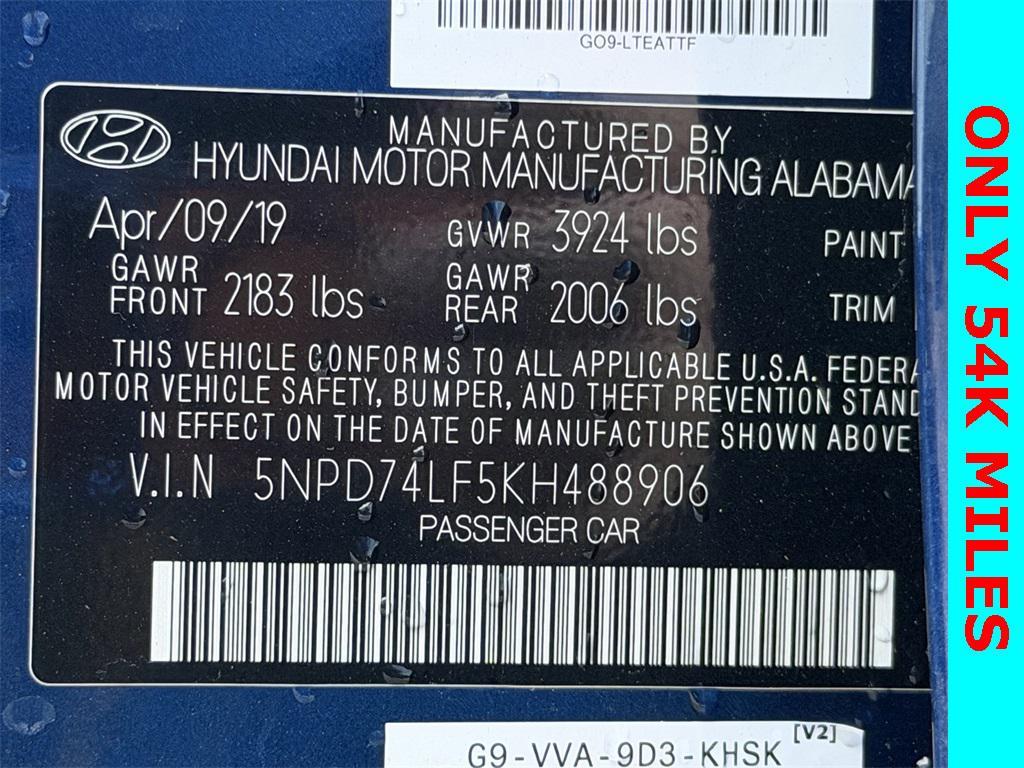 GO9-LTEATTF
MANUFACTURED BY
HYUNDAI MOTOR MANUFACTURING ALABAMA
Apr/09/19 GVWR 3924 lbs PAINT
GAWR FRONT 2183 lbs GAWR REAR 2006 lbs TRIM
THIS VEHICLE CONFORMS TO ALL APPLICABLE U.S.A. FEDERA
MOTOR VEHICLE SAFETY, BUMPER, AND THEFT PREVENTION STAND
IN EFFECT ON THE DATE OF MANUFACTURE SHOWN ABOVE
V.I.N 5NPD74LF5KH488906
PASSENGER CAR
G9-VVA-9D3-KHSK [V2]
ONLY 54K MILES